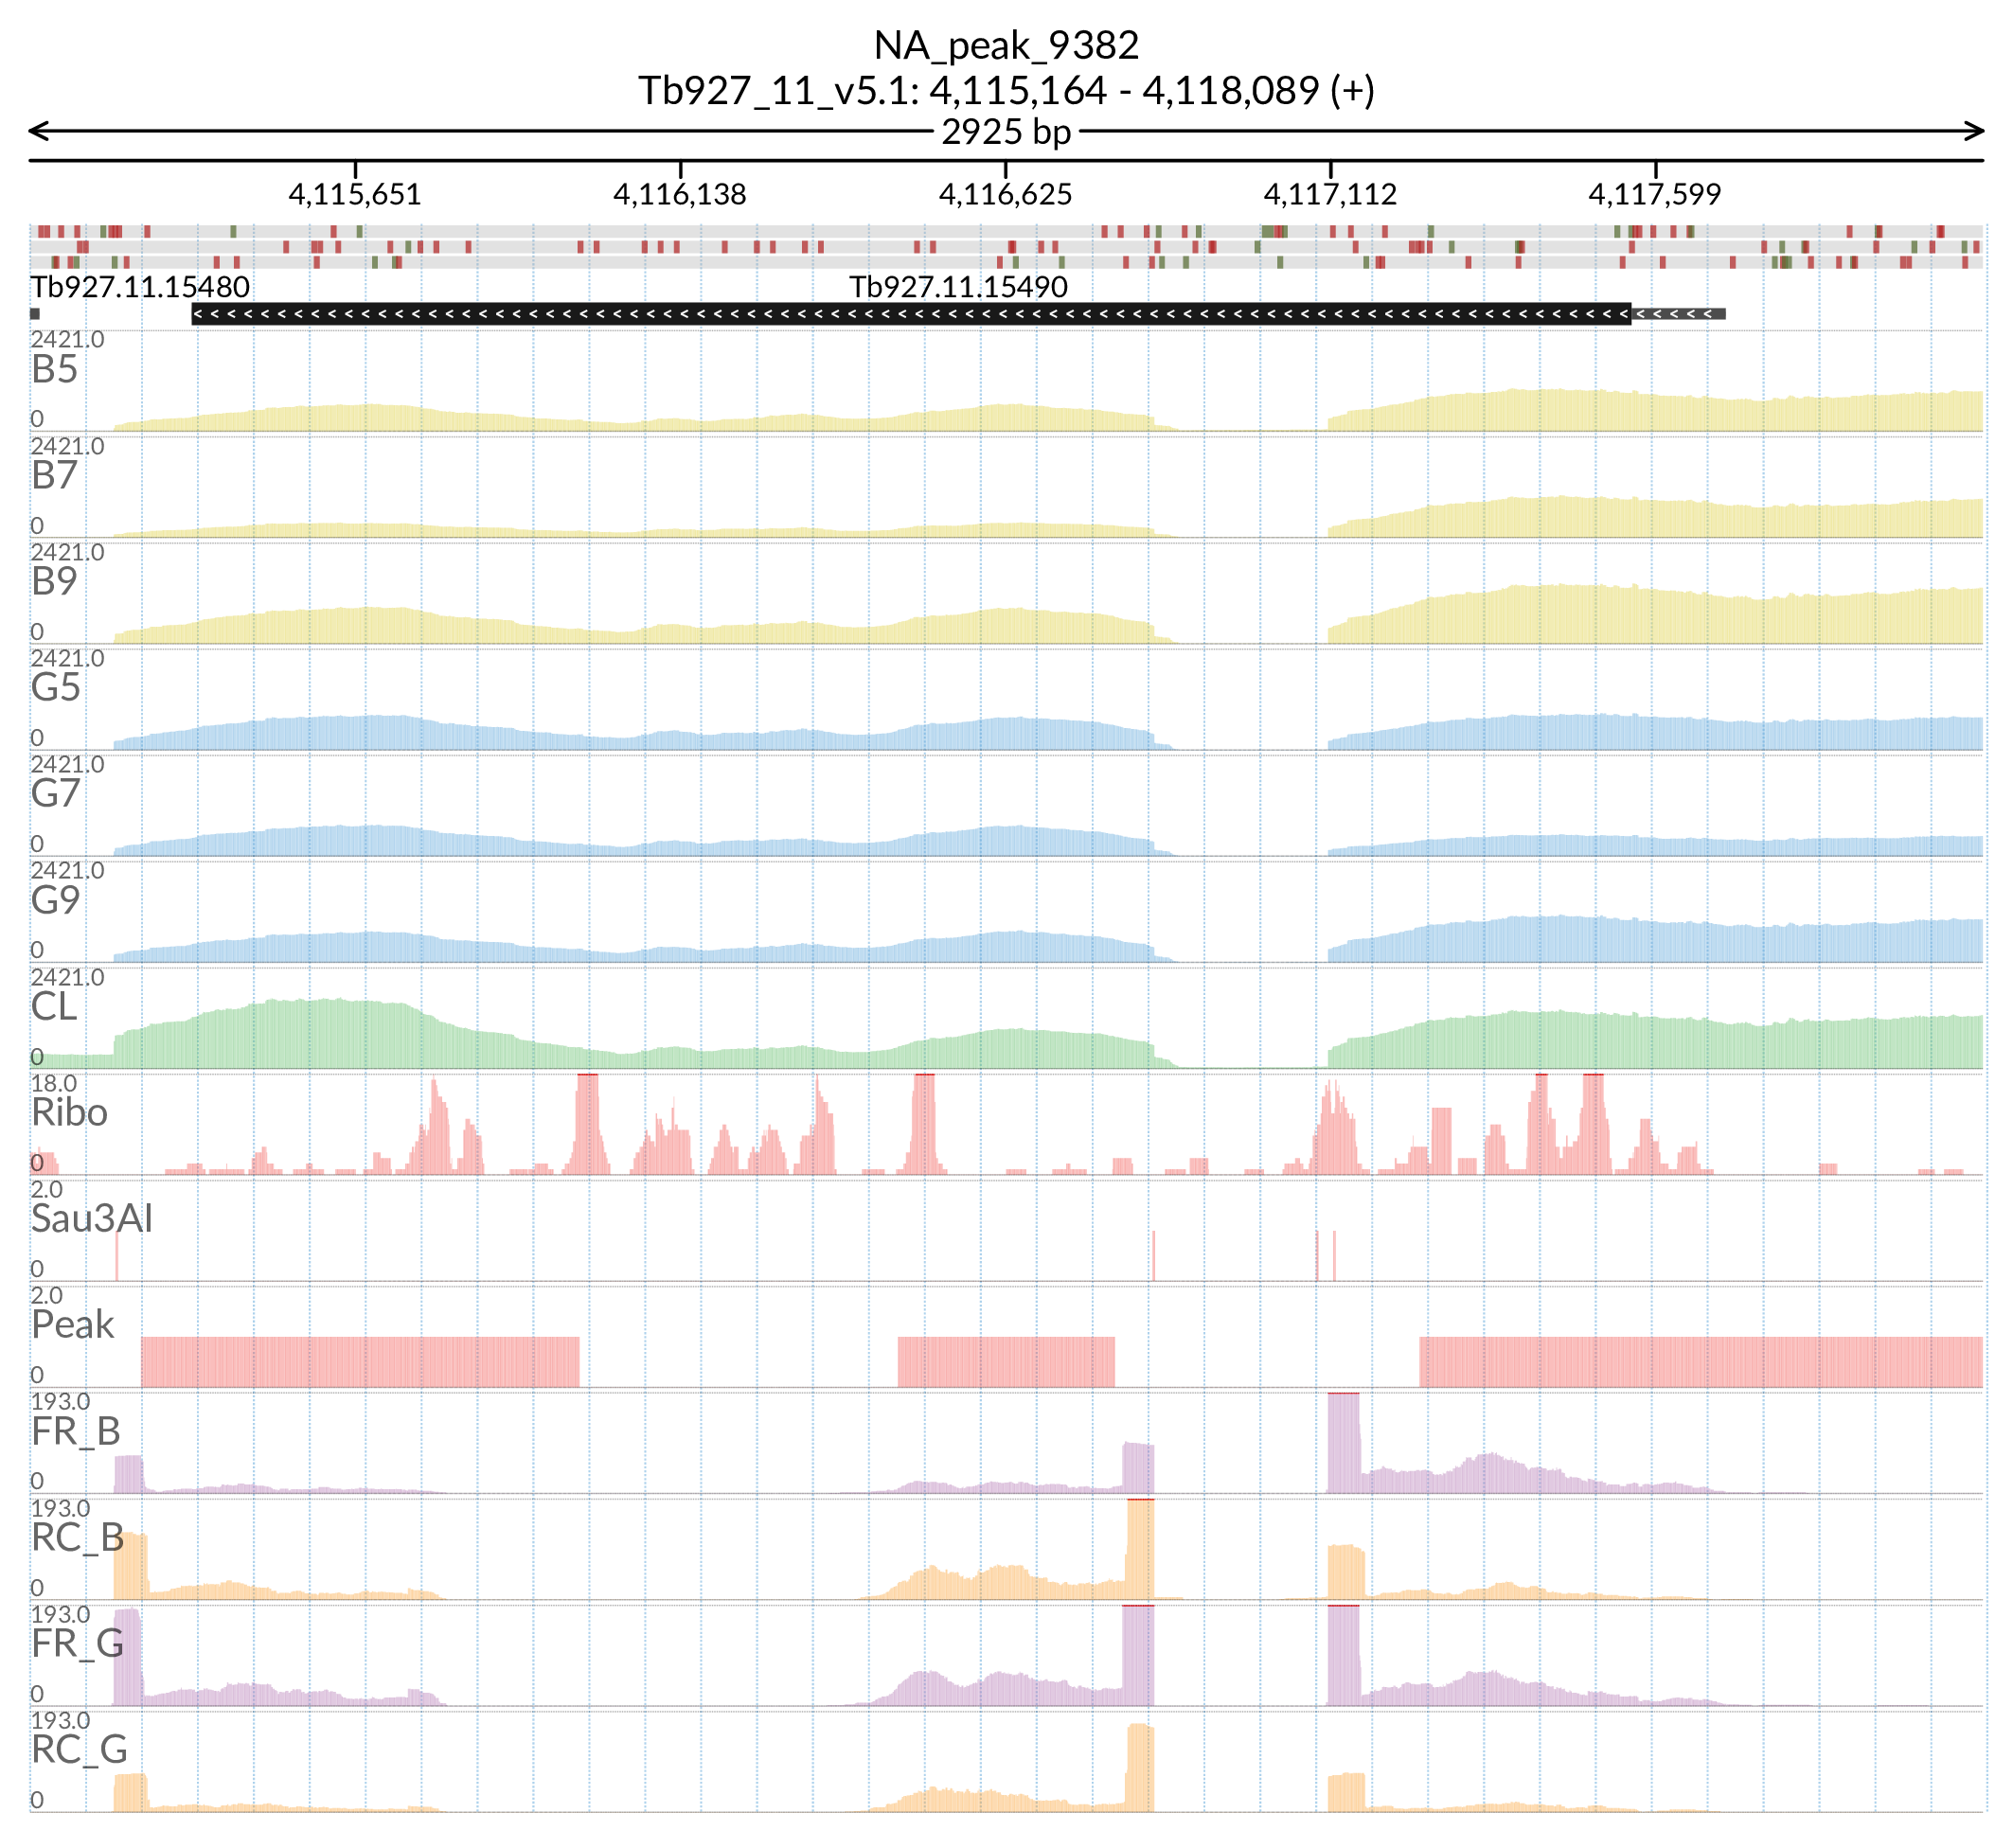 NA_peak_9382
Tb927_11_v5.1: 4,115,164 - 4,118,089 (+)
2925 bp
4,115,651 4,116,138 4,116,625 4,117,112 4,117,599
Tb927.11.15480 Tb927.11.15490
2421.0
B5
0
2421.0
B7
0
2421.0
B9
0
2421.0
G5
0
2421.0
G7
0
2421.0
G9
0
2421.0
CL
0
18.0
Ribo
0
2.0
Sau3AI
0
2.0
Peak
0
193.0
FR_B
0
193.0
RC_B
0
193.0
FR_G
0
193.0
RC_G
0